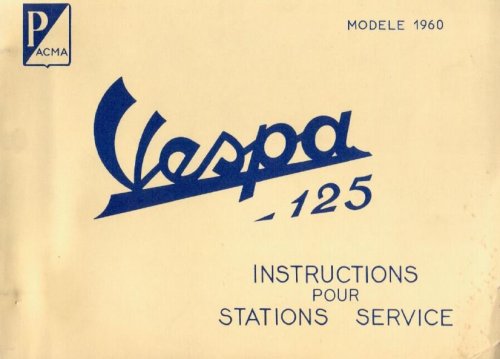 P
ACMA
MODELE 1960
Vespa
125
INSTRUCTIONS
POUR
STATIONS SERVICE